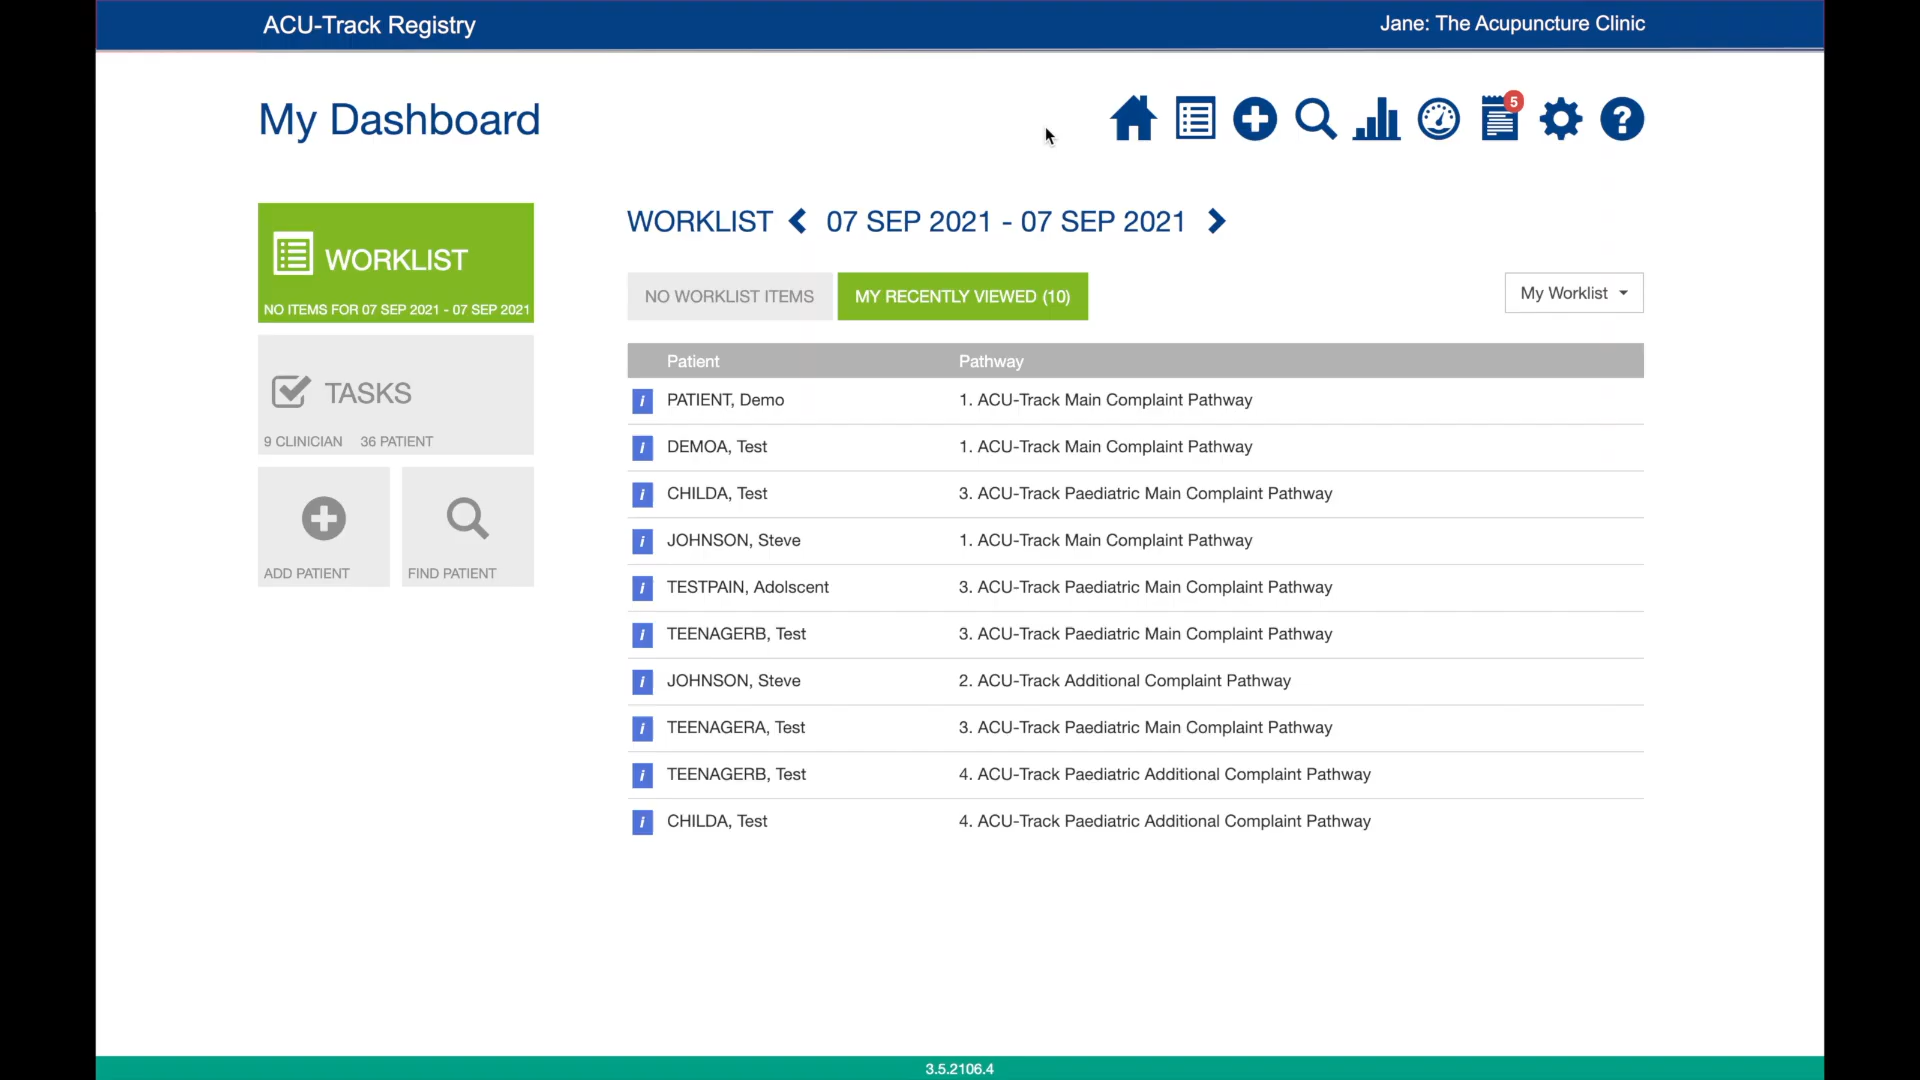 ACU-Track Registry
Jane: The Acupuncture Clinic
My Dashboard
5
WORKLIST
NO ITEMS FOR 07 SEP 2021 - 07 SEP 2021
TASKS
9 CLINICIAN 36 PATIENT
ADD PATIENT
FIND PATIENT
WORKLIST 07 SEP 2021 - 07 SEP 2021
NO WORKLIST ITEMS
MY RECENTLY VIEWED (10)
My Worklist
Patient Pathway
PATIENT, Demo 1. ACU-Track Main Complaint Pathway
DEMOA, Test 1. ACU-Track Main Complaint Pathway
CHILDA, Test 3. ACU-Track Paediatric Main Complaint Pathway
JOHNSON, Steve 1. ACU-Track Main Complaint Pathway
TESTPAIN, Adolscent 3. ACU-Track Paediatric Main Complaint Pathway
TEENAGERB, Test 3. ACU-Track Paediatric Main Complaint Pathway
JOHNSON, Steve 2. ACU-Track Additional Complaint Pathway
TEENAGERA, Test 3. ACU-Track Paediatric Main Complaint Pathway
TEENAGERB, Test 4. ACU-Track Paediatric Additional Complaint Pathway
CHILDA, Test 4. ACU-Track Paediatric Additional Complaint Pathway
3.5.2106.4